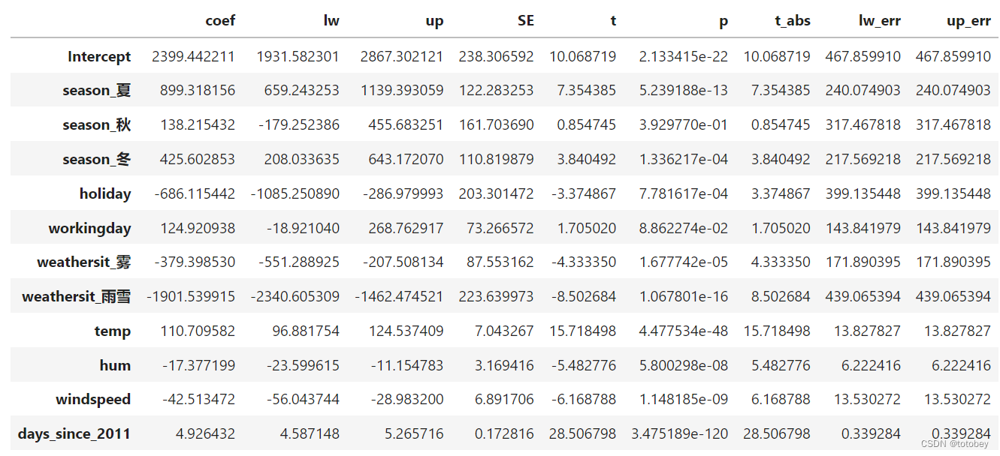 coef lw up SE t p t_abs lw_err up_err
Intercept 2399.442211 1931.582301 2867.302121 238.306592 10.068719 2.133415e-22 10.068719 467.859910 467.859910
season_夏 899.318156 659.243253 1139.393059 122.283253 7.354385 5.239188e-13 7.354385 240.074903 240.074903
season_秋 138.215432 -179.252386 455.683251 161.703690 0.854745 3.929770e-01 0.854745 317.467818 317.467818
season_冬 425.602853 208.033635 643.172070 110.819879 3.840492 1.336217e-04 3.840492 217.569218 217.569218
holiday -686.115442 -1085.250890 -286.979993 203.301472 -3.374867 7.781617e-04 3.374867 399.135448 399.135448
workingday 124.920938 -18.921040 268.762917 73.266572 1.705020 8.862274e-02 1.705020 143.841979 143.841979
weathersit_雾 -379.398530 -551.288925 -207.508134 87.553162 -4.333350 1.677742e-05 4.333350 171.890395 171.890395
weathersit_雨雪 -1901.539915 -2340.605309 -1462.474521 223.639973 -8.502684 1.067801e-16 8.502684 439.065394 439.065394
temp 110.709582 96.881754 124.537409 7.043267 15.718498 4.477534e-48 15.718498 13.827827 13.827827
hum -17.377199 -23.599615 -11.154783 3.169416 -5.482776 5.800298e-08 5.482776 6.222416 6.222416
windspeed -42.513472 -56.043744 -28.983200 6.891706 -6.168788 1.148185e-09 6.168788 13.530272 13.530272
days_since_2011 4.926432 4.587148 5.265716 0.172816 28.506798 3.475189e-120 28.506798 0.339284 0.339284
CSDN @totobey